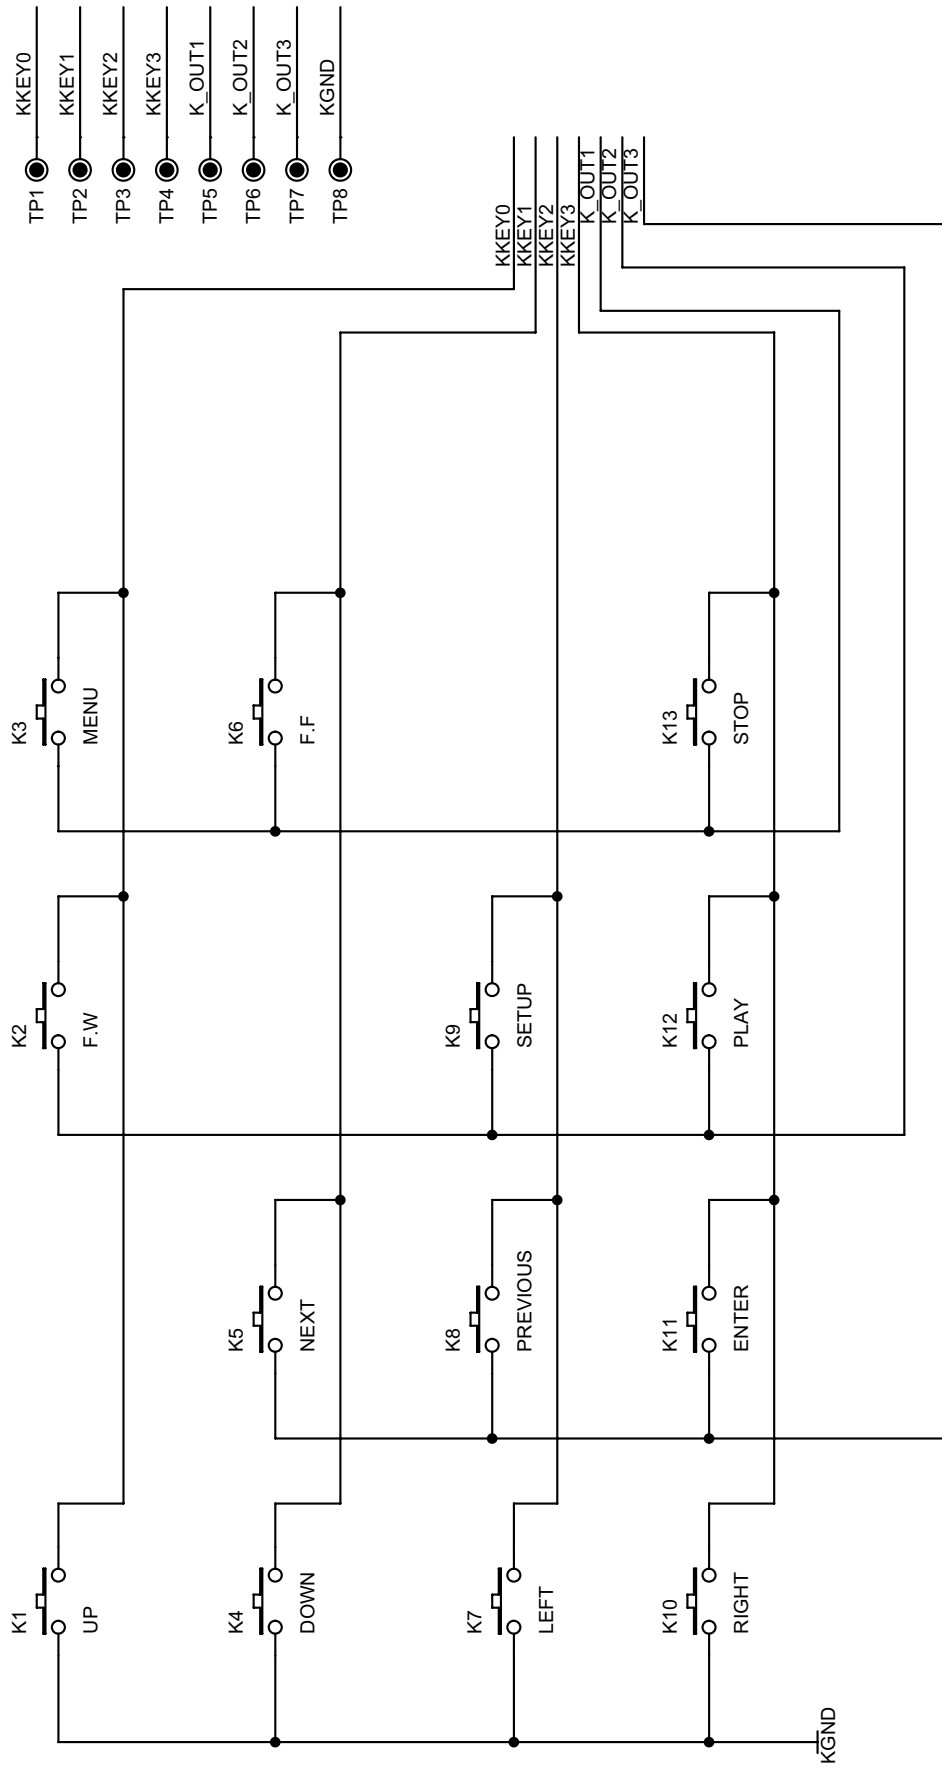 K1
UP
K2
F.W
K3
MENU
K4
DOWN
K5
NEXT
K6
F.F
K7
LEFT
K8
PREVIOUS
K9
SETUP
K10
RIGHT
K11
ENTER
K12
PLAY
K13
STOP
KGND
KKEY0
KKEY1
KKEY2
KKEY3
K_OUT1
K_OUT2
K_OUT3
TP1 KKEY0
TP2 KKEY1
TP3 KKEY2
TP4 KKEY3
TP5 K_OUT1
TP6 K_OUT2
TP7 K_OUT3
TP8 KGND